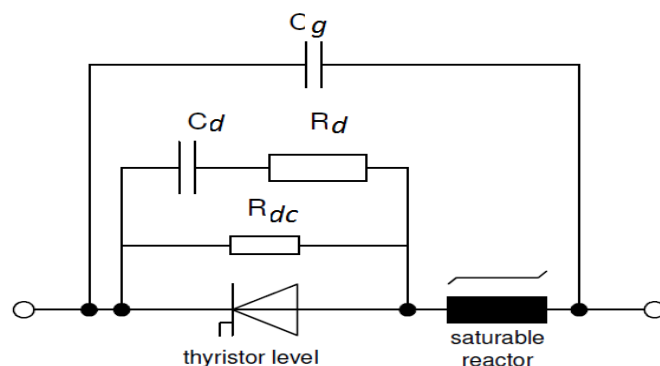 Cg
Cd
Rd
Rdc
thyristor level
saturable
reactor